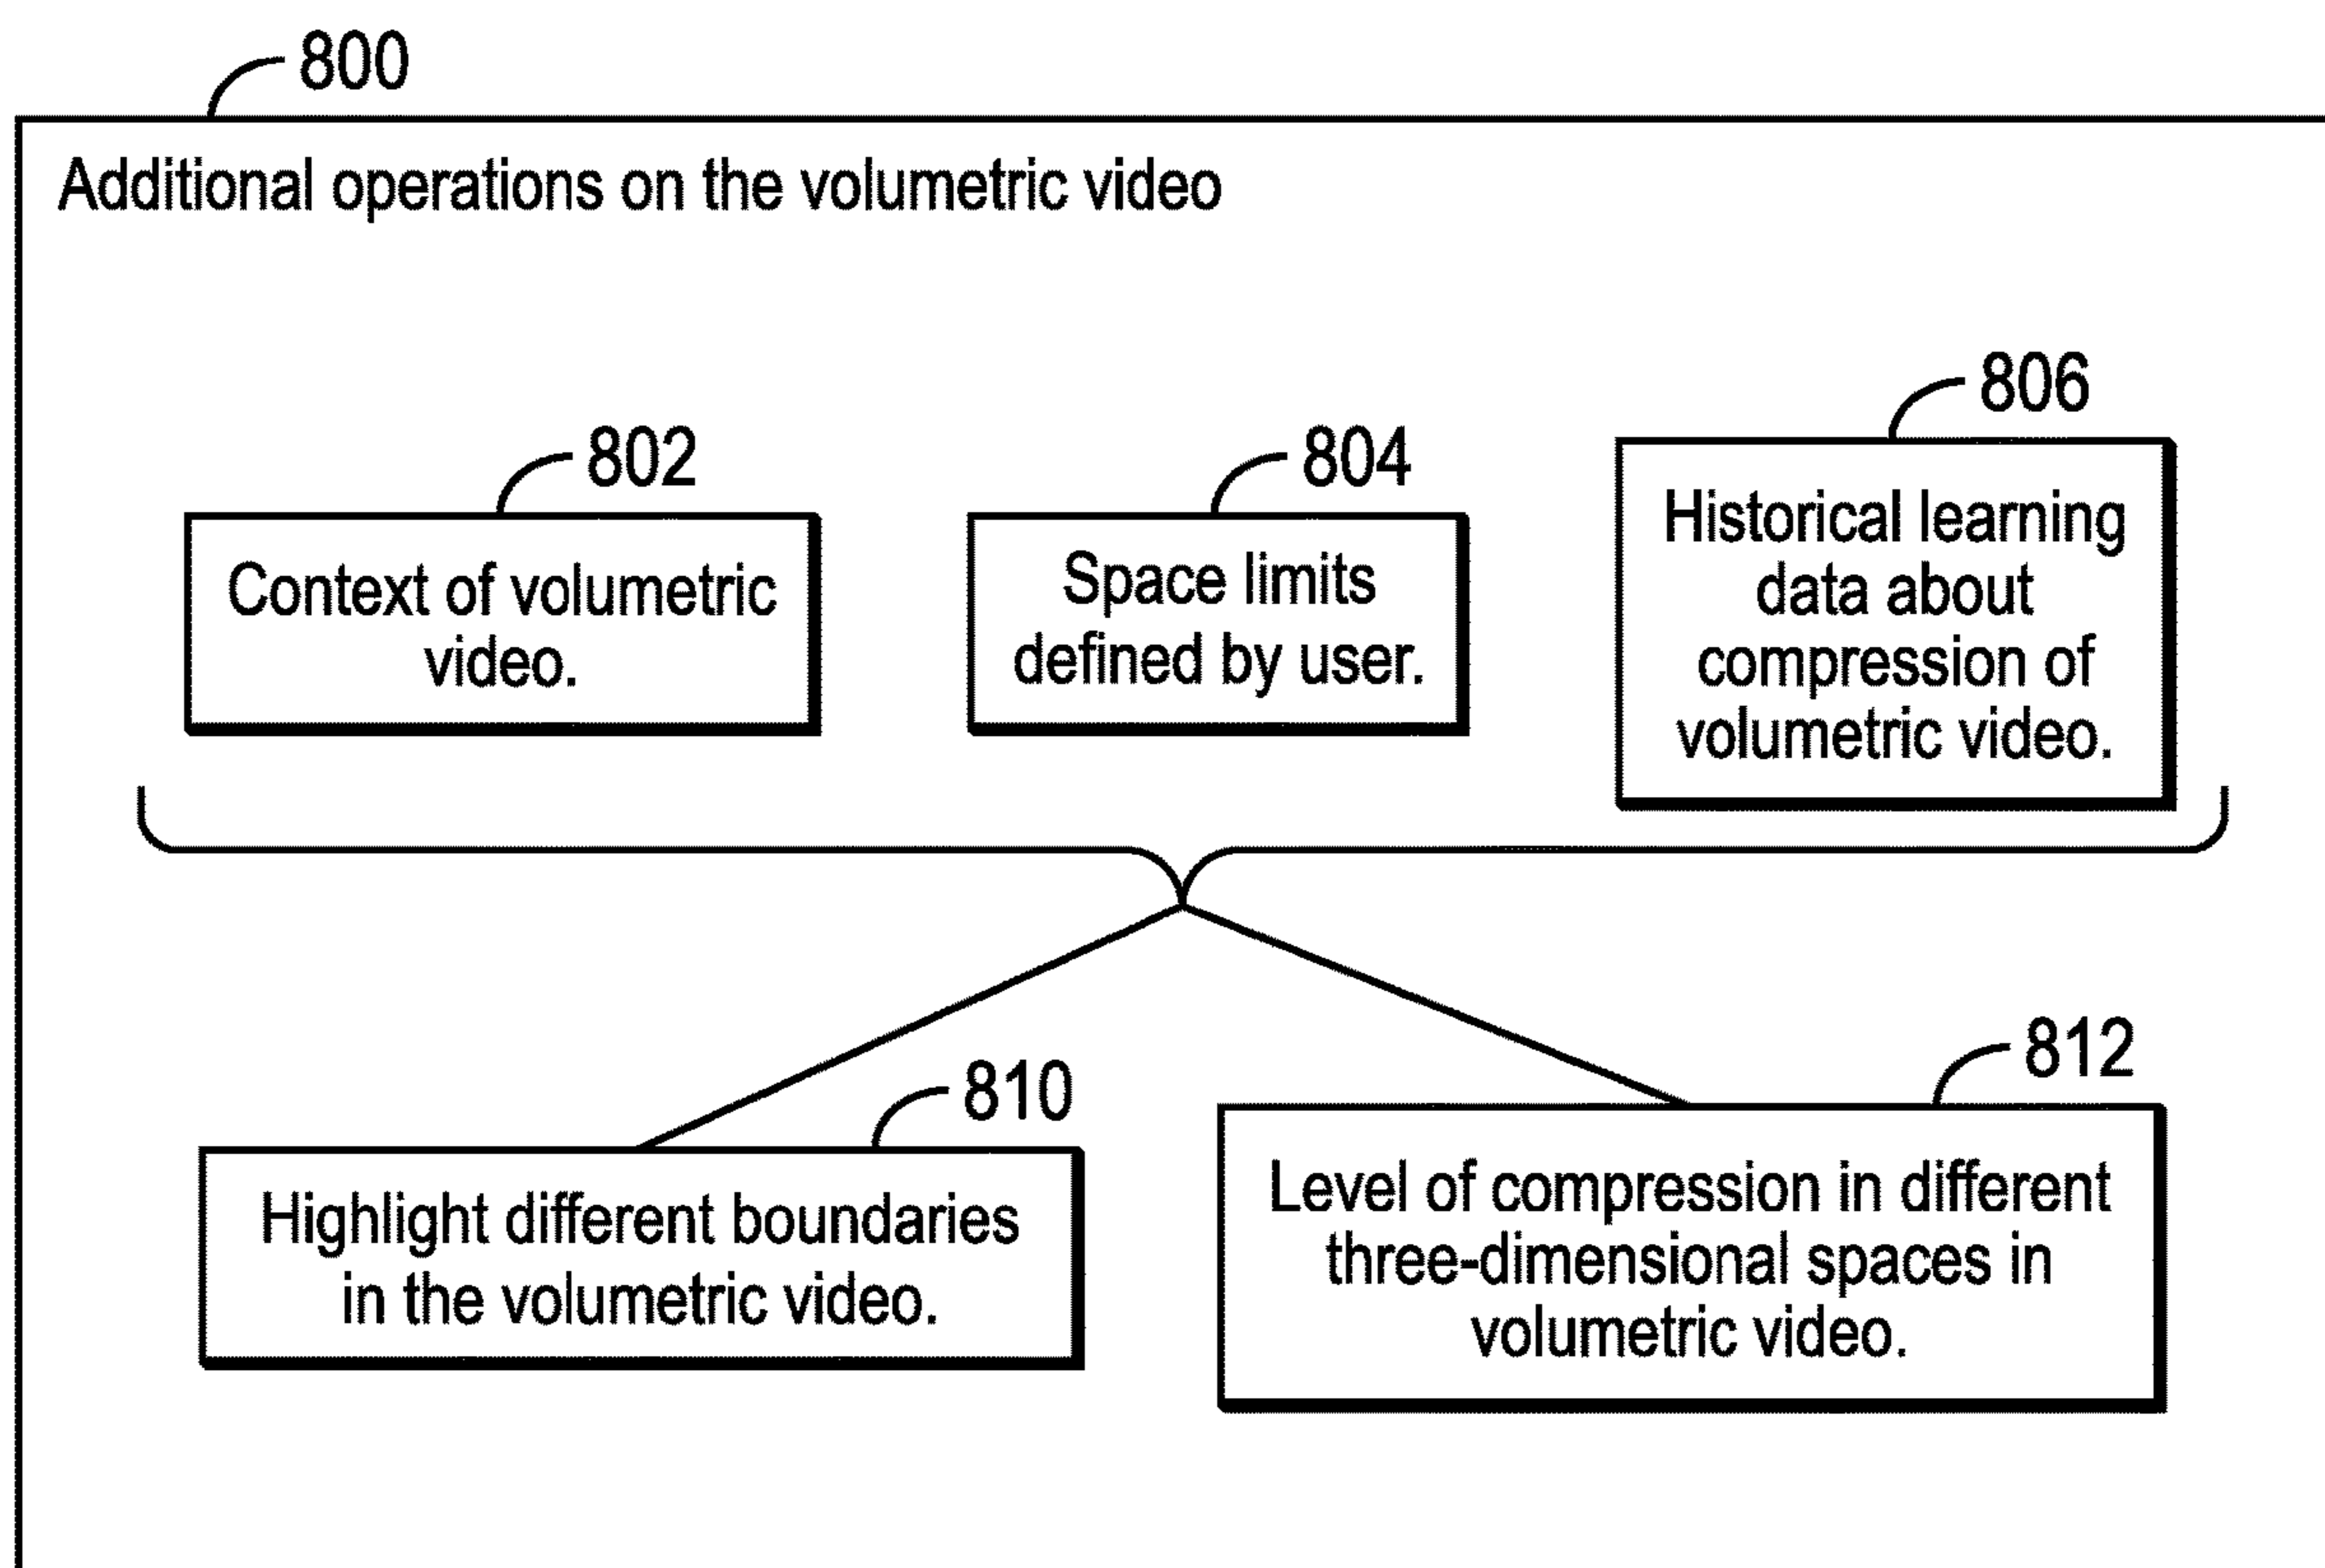 800
Additional operations on the volumetric video
802
Context of volumetric
video.
804
Space limits
defined by user.
806
Historical learning
data about
compression of
volumetric video.
810
Highlight different boundaries
in the volumetric video.
812
Level of compression in different
three-dimensional spaces in
volumetric video.